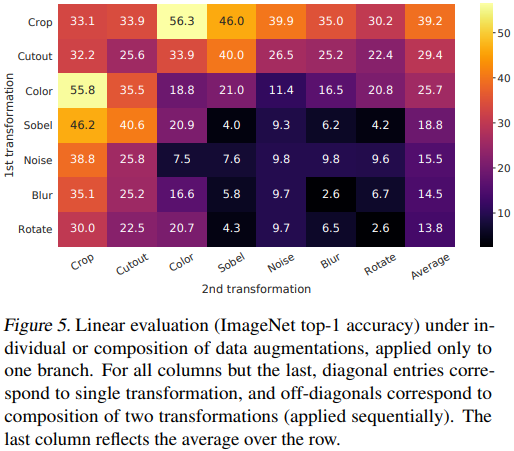 Crop 33.1 33.9 56.3 46.0 39.9 35.0 30.2 39.2
Cutout 32.2 25.6 33.9 40.0 26.5 25.2 22.4 29.4
Color 55.8 35.5 18.8 21.0 11.4 16.5 20.8 25.7
Sobel 46.2 40.6 20.9 4.0 9.3 6.2 4.2 18.8
Noise 38.8 25.8 7.5 7.6 9.8 9.8 9.6 15.5
Blur 35.1 25.2 16.6 5.8 9.7 2.6 6.7 14.5
Rotate 30.0 22.5 20.7 4.3 9.7 6.5 2.6 13.8
Crop Cutout Color Sobel Noise Blur Rotate Average
2nd transformation
1st transformation
50
40
30
20
10
Figure 5. Linear evaluation (ImageNet top-1 accuracy) under in-
dividual or composition of data augmentations, applied only to
one branch. For all columns but the last, diagonal entries corre-
spond to single transformation, and off-diagonals correspond to
composition of two transformations (applied sequentially). The
last column reflects the average over the row.